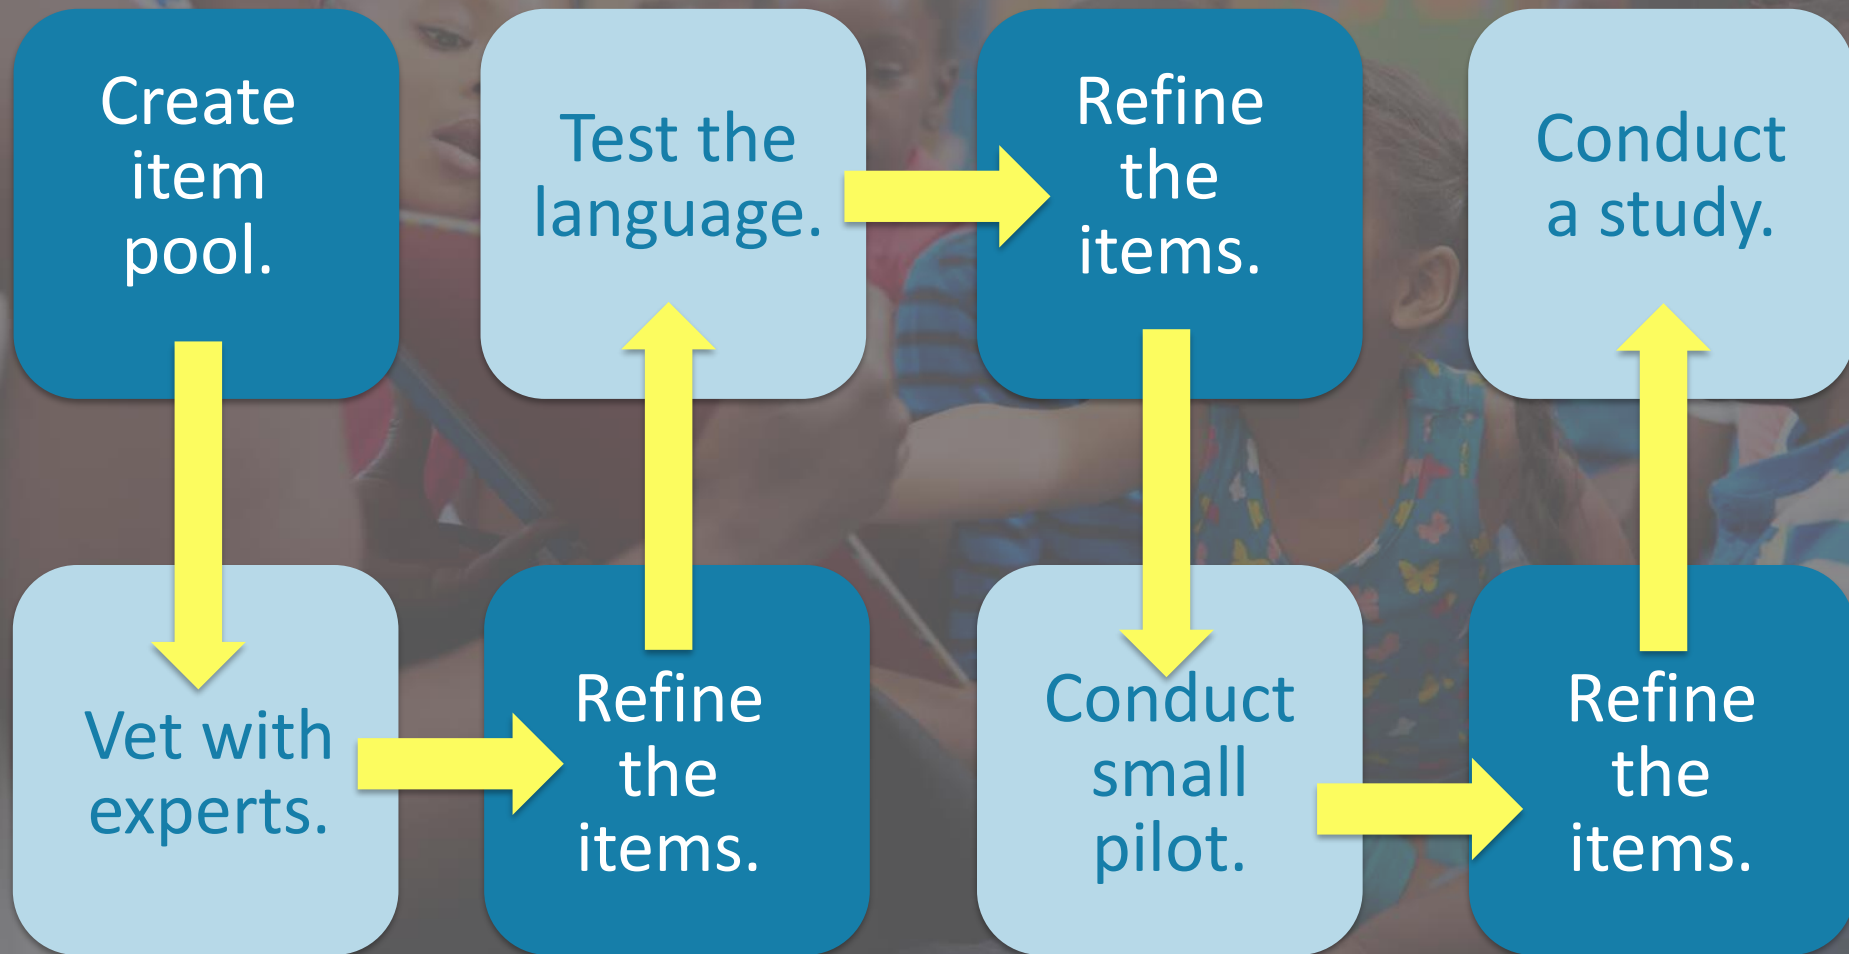 Create
item
pool.
Vet with
experts.
Refine
the
items.
Test the
language.
Refine
the
items.
Conduct
small
pilot.
Refine
the
items.
Conduct
a study.